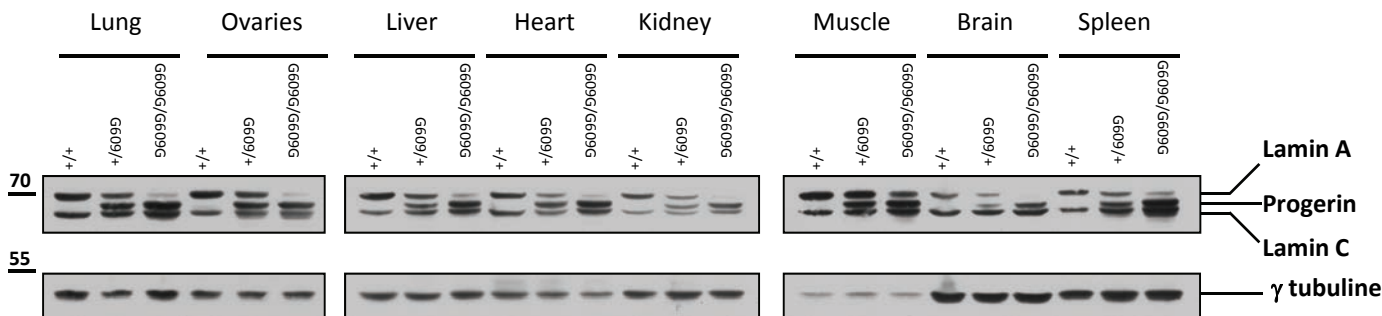 Lung Ovaries Liver Heart Kidney Muscle Brain Spleen
+/+ G609/+ G609G/G609G +/+ G609/+ G609G/G609G +/+ G609/+ G609G/G609G +/+ G609/+ G609G/G609G +/+ G609/+ G609G/G609G +/+ G609/+ G609G/G609G +/+ G609/+ G609G/G609G +/+ G609/+ G609G/G609G
Lamin A
70
Progerin
Lamin C
55
γ tubuline